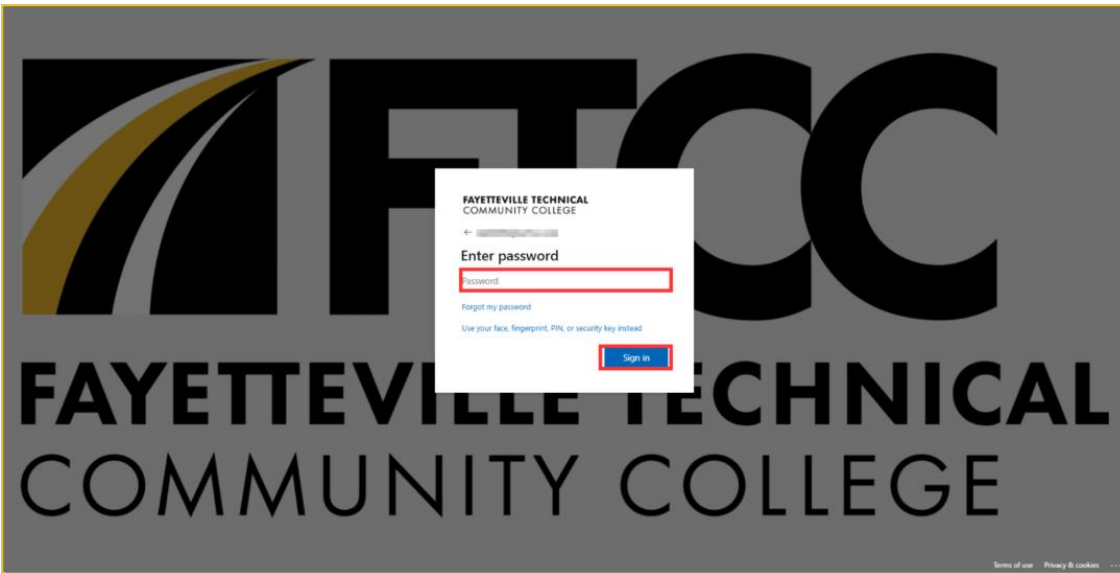 FTCC
FAYETTEVILLE TECHNICAL
COMMUNITY COLLEGE
FAYETTEVILLE TECHNICAL
COMMUNITY COLLEGE
←
Enter password
Password
Forgot my password
Use your face, fingerprint, PIN, or security key instead
Sign in
Terms of use Privacy & cookies ...